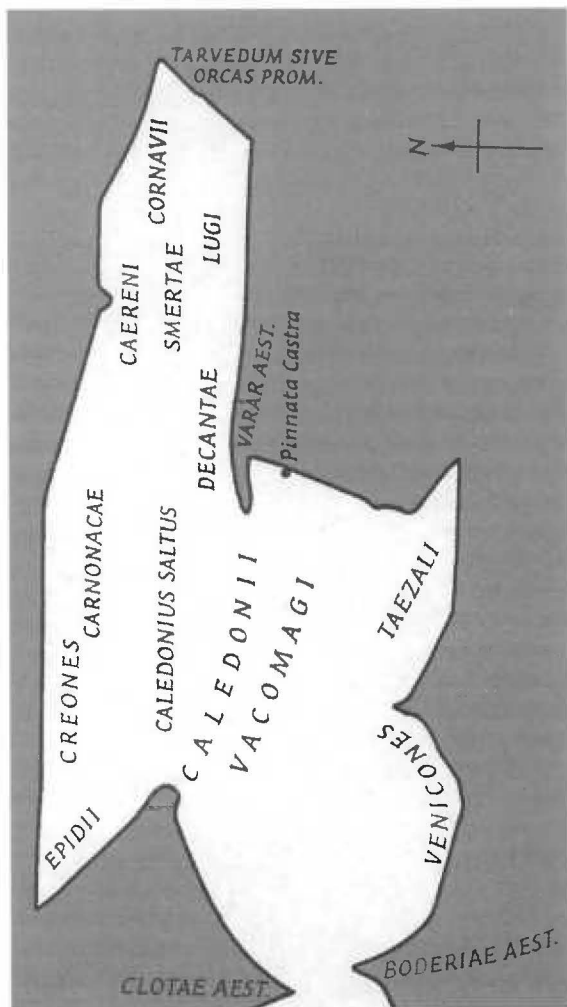 TARVEDUM SIVE
ORCAS PROM.
N
CORNAVII
CAERENI
SMERTAE
LUGI
DECANTAE
VARAR AEST.
Pinnata Castra
CREONES
CARNONACAE
CALEDONIUS SALTUS
CALEDONII
VACOMAGI
TAEZALI
EPIDII
VENICONES
CLOTAE AEST.
BODERIAE AEST.